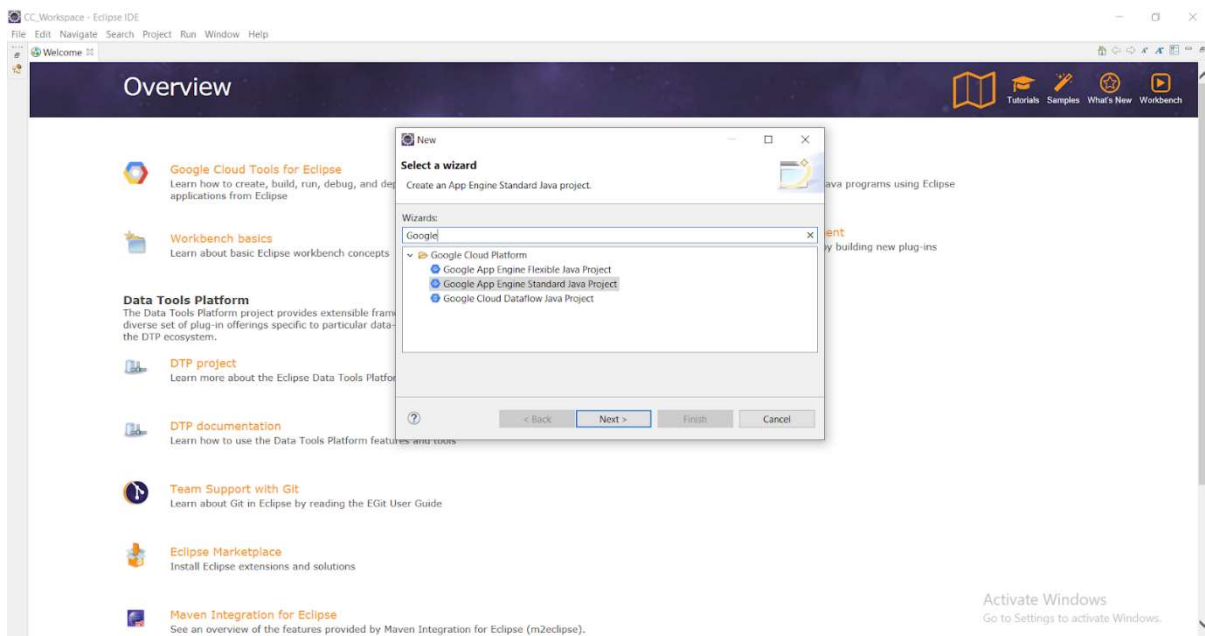 CC_Workspace - Eclipse IDE
File Edit Navigate Search Project Run Window Help
Welcome
Overview
Tutorials Samples What's New Workbench
New
Select a wizard
Create an App Engine Standard Java project.
Wizards:
Google
Google Cloud Platform
Google App Engine Flexible Java Project
Google App Engine Standard Java Project
Google Cloud Dataflow Java Project
< Back Next > Finish Cancel
Google Cloud Tools for Eclipse
Learn how to create, build, run, debug, and dep
applications from Eclipse
ava programs using Eclipse
Workbench basics
Learn about basic Eclipse workbench concepts
ent
y building new plug-ins
Data Tools Platform
The Data Tools Platform project provides extensible fram
diverse set of plug-in offerings specific to particular data-
the DTP ecosystem.
DTP project
Learn more about the Eclipse Data Tools Platfor
DTP documentation
Learn how to use the Data Tools Platform features and tools
Team Support with Git
Learn about Git in Eclipse by reading the EGit User Guide
Eclipse Marketplace
Install Eclipse extensions and solutions
Maven Integration for Eclipse
See an overview of the features provided by Maven Integration for Eclipse (m2eclipse).
Activate Windows
Go to Settings to activate Windows.